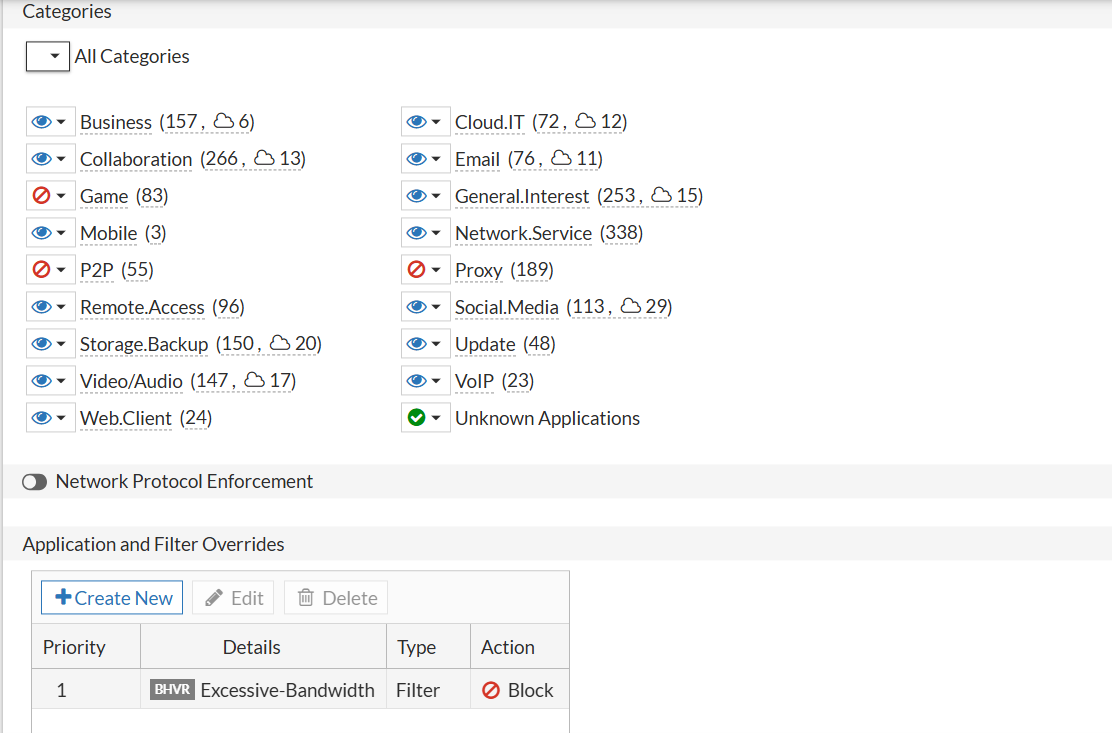 Categories
All Categories
Business (157, 6) Cloud.IT (72, 12)
Collaboration (266, 13) Email (76, 11)
Game (83) General.Interest (253, 15)
Mobile (3) Network.Service (338)
P2P (55) Proxy (189)
Remote.Access (96) Social.Media (113, 29)
Storage.Backup (150, 20) Update (48)
Video/Audio (147, 17) VoIP (23)
Web.Client (24) Unknown Applications
Network Protocol Enforcement
Application and Filter Overrides
Create New Edit Delete
Priority Details Type Action
1 BHVR Excessive-Bandwidth Filter Block